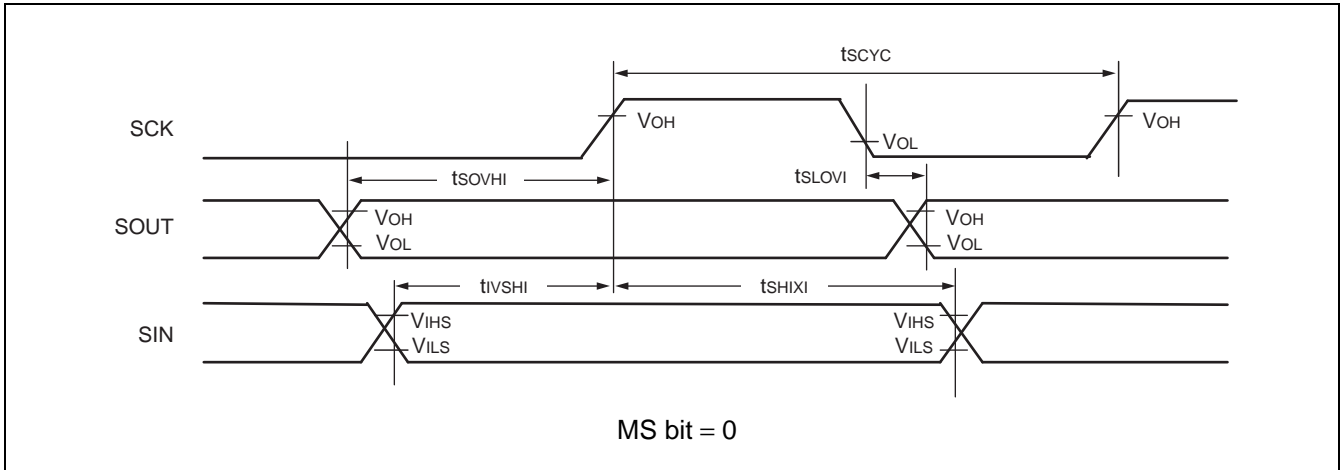 tSCYC
SCK
VOH
VOL
VOH
tSOVHI
tSLOVI
SOUT
VOH
VOL
VOH
VOL
tIVSHI
tSHIXI
SIN
VIHS
VILS
VIHS
VILS
MS bit = 0